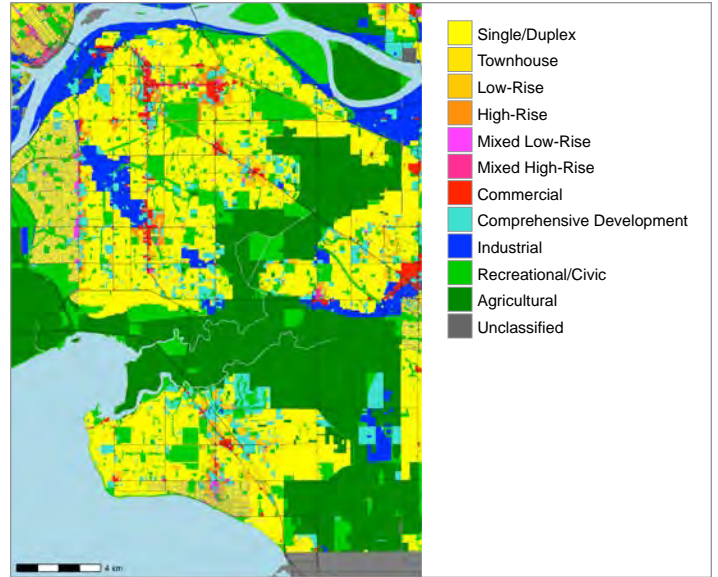 Single/Duplex
Townhouse
Low-Rise
High-Rise
Mixed Low-Rise
Mixed High-Rise
Commercial
Comprehensive Development
Industrial
Recreational/Civic
Agricultural
Unclassified
4 km